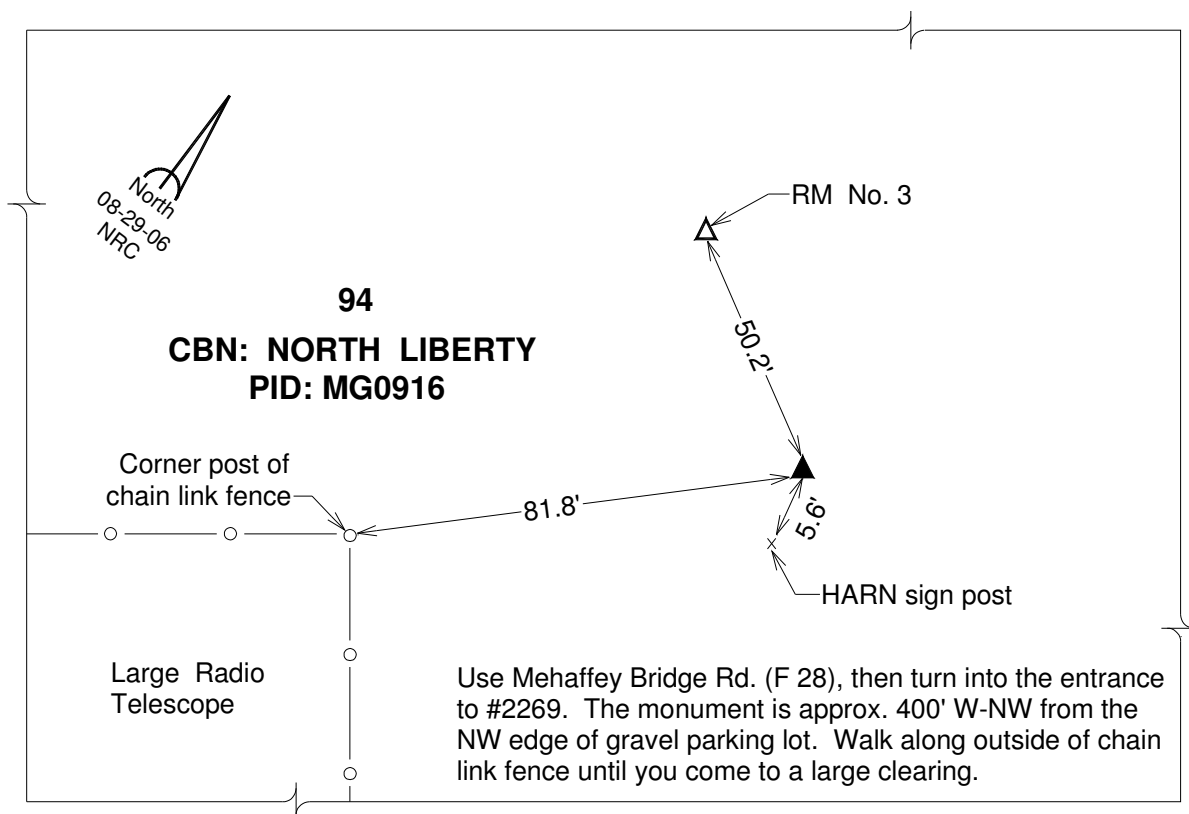 North
08-29-06
NRC
RM No. 3
94
CBN: NORTH LIBERTY
PID: MG0916
50.2'
Corner post of
chain link fence
81.8'
5.6'
HARN sign post
Large Radio
Telescope
Use Mehaffey Bridge Rd. (F 28), then turn into the entrance
to #2269. The monument is approx. 400' W-NW from the
NW edge of gravel parking lot. Walk along outside of chain
link fence until you come to a large clearing.